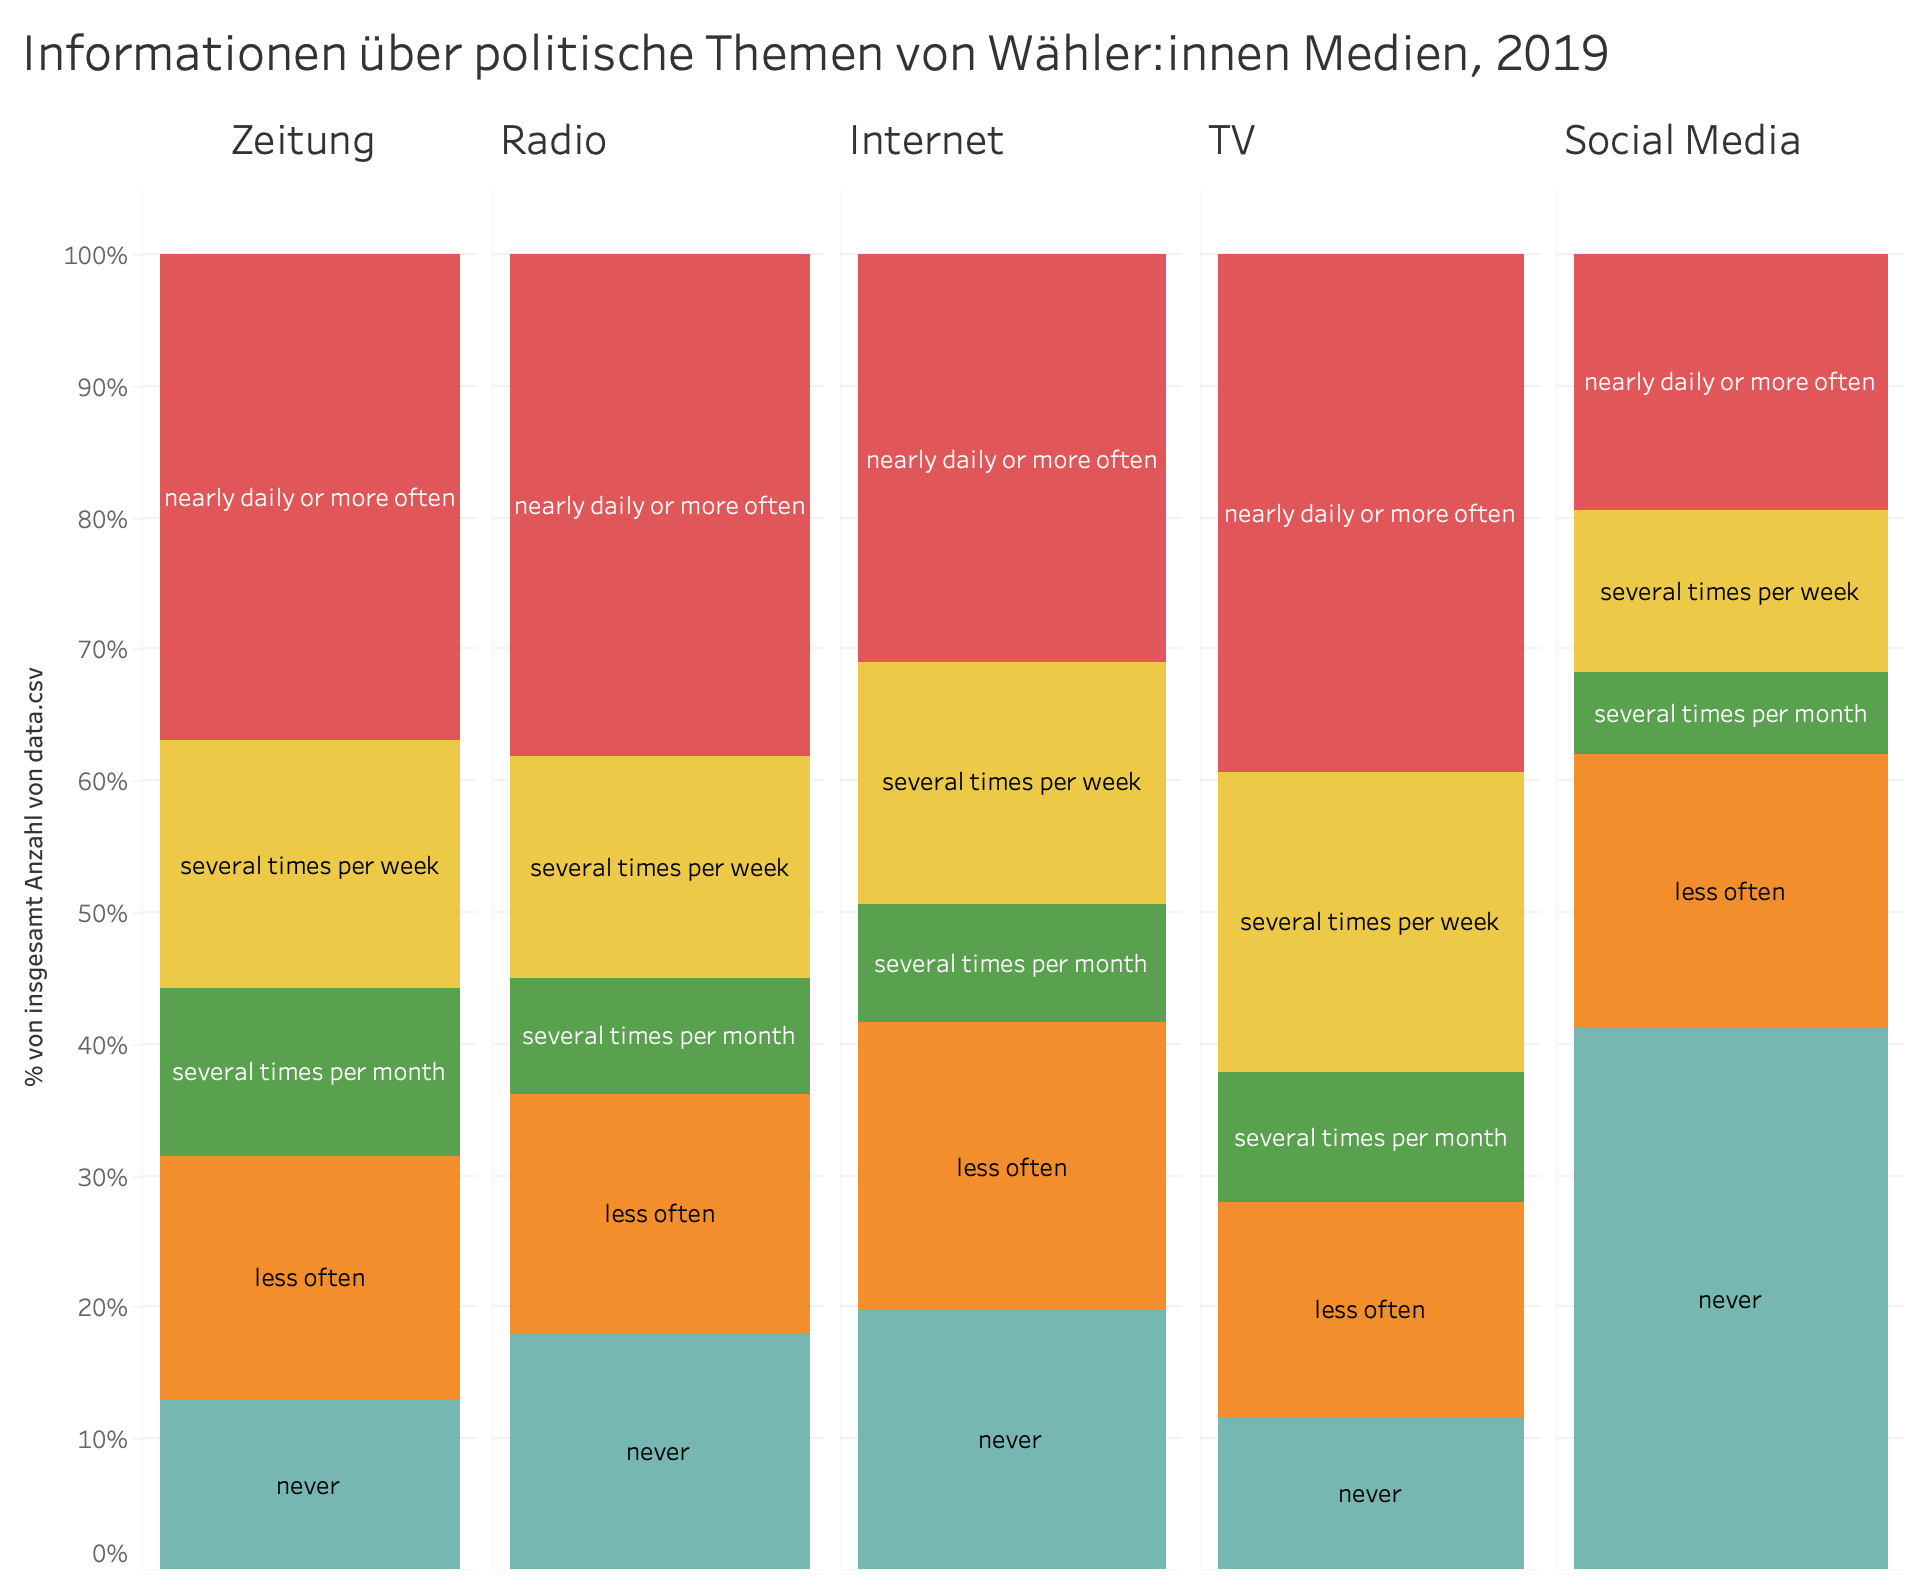 Informationen über politische Themen von Wähler:innen Medien, 2019
Zeitung
Radio
Internet
TV
Social Media
% von insgesamt Anzahl von data.csv
100%
90%
80%
70%
60%
50%
40%
30%
20%
10%
0%
nearly daily or more often
several times per week
several times per month
less often
never
nearly daily or more often
several times per week
several times per month
less often
never
nearly daily or more often
several times per week
several times per month
less often
never
nearly daily or more often
several times per week
several times per month
less often
never
nearly daily or more often
several times per week
several times per month
less often
never